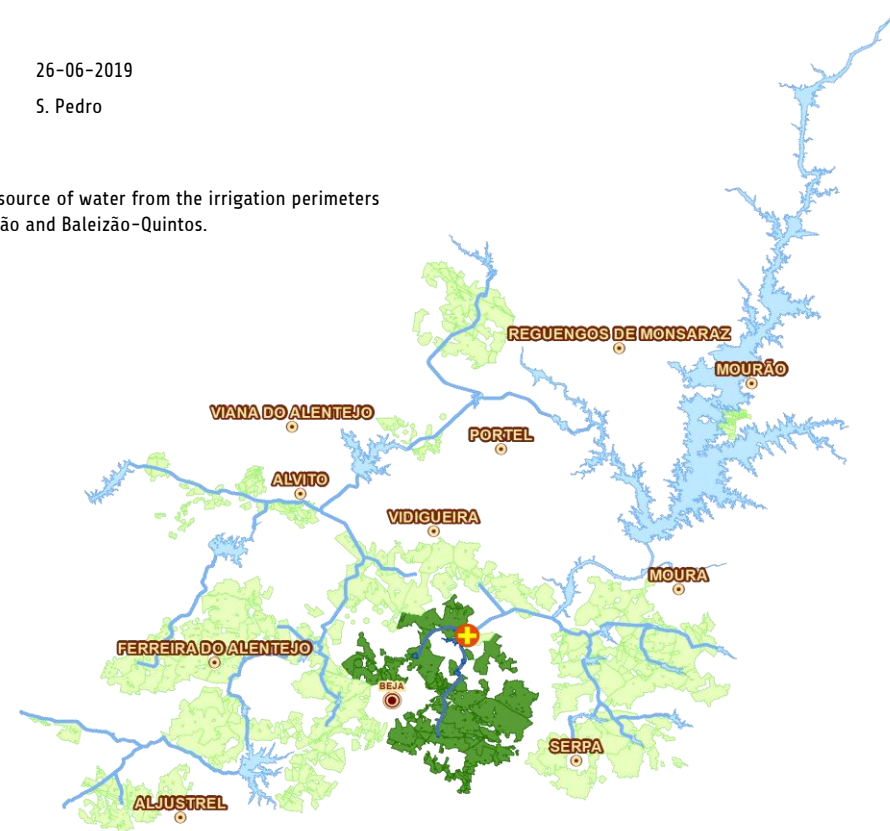 26-06-2019
S. Pedro
source of water from the irrigation perimeters
ão and Baleizão-Quintos.
REGUENGOS DE MONSARAZ
MOURÃO
VIANA DO ALENTEJO
PORTEL
ALVITO
VIDIGUEIRA
MOURA
FERREIRA DO ALENTEJO
BEJA
SERPA
ALJUSTREL